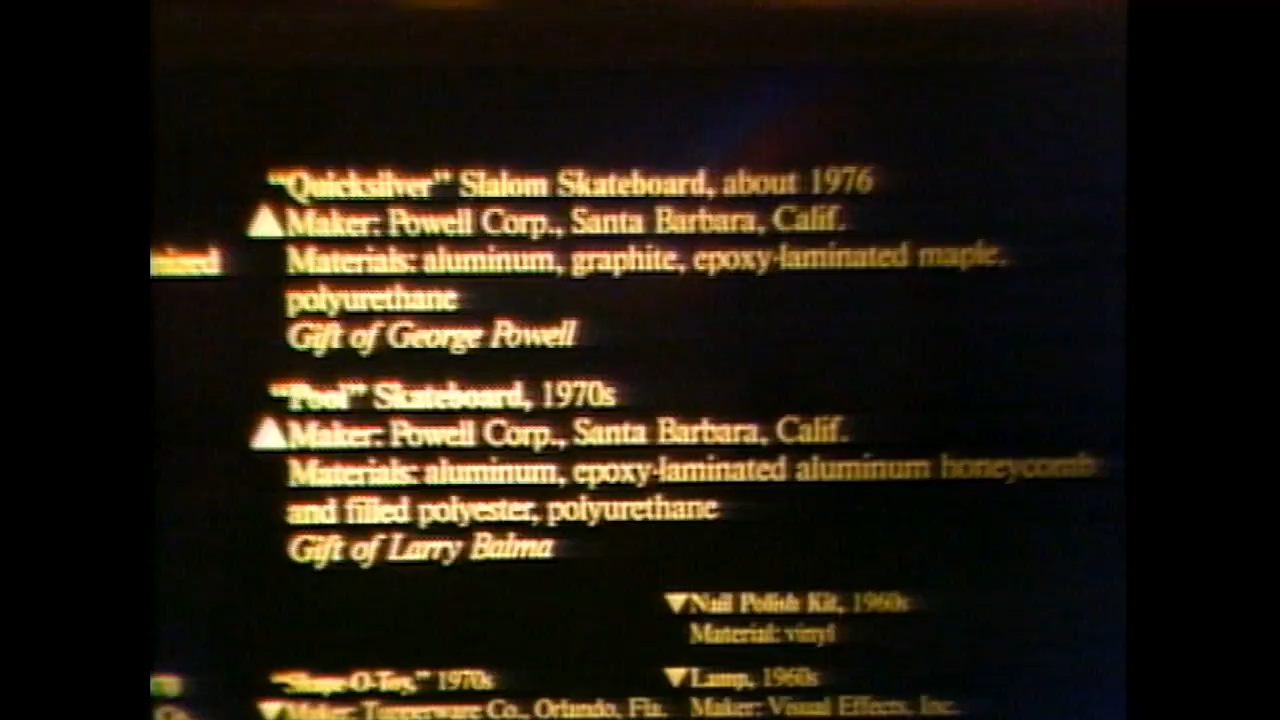 "Quicksilver" Slalom Skateboard, about 1976
▲Maker: Powell Corp., Santa Barbara, Calif.
Materials: aluminum, graphite, epoxy-laminated maple,
polyurethane
Gift of George Powell
"Pool" Skateboard, 1970s
▲Maker: Powell Corp., Santa Barbara, Calif.
Materials: aluminum, epoxy-laminated aluminum honeycomb
and filled polyester, polyurethane
Gift of Larry Balma
▼Nail Polish Kit, 1960s
Material: vinyl
"Shape-O-Toy," 1970s
▼Maker: Tupperware Co., Orlando, Fla.
▼Lamp, 1960s
Maker: Visual Effects, Inc.